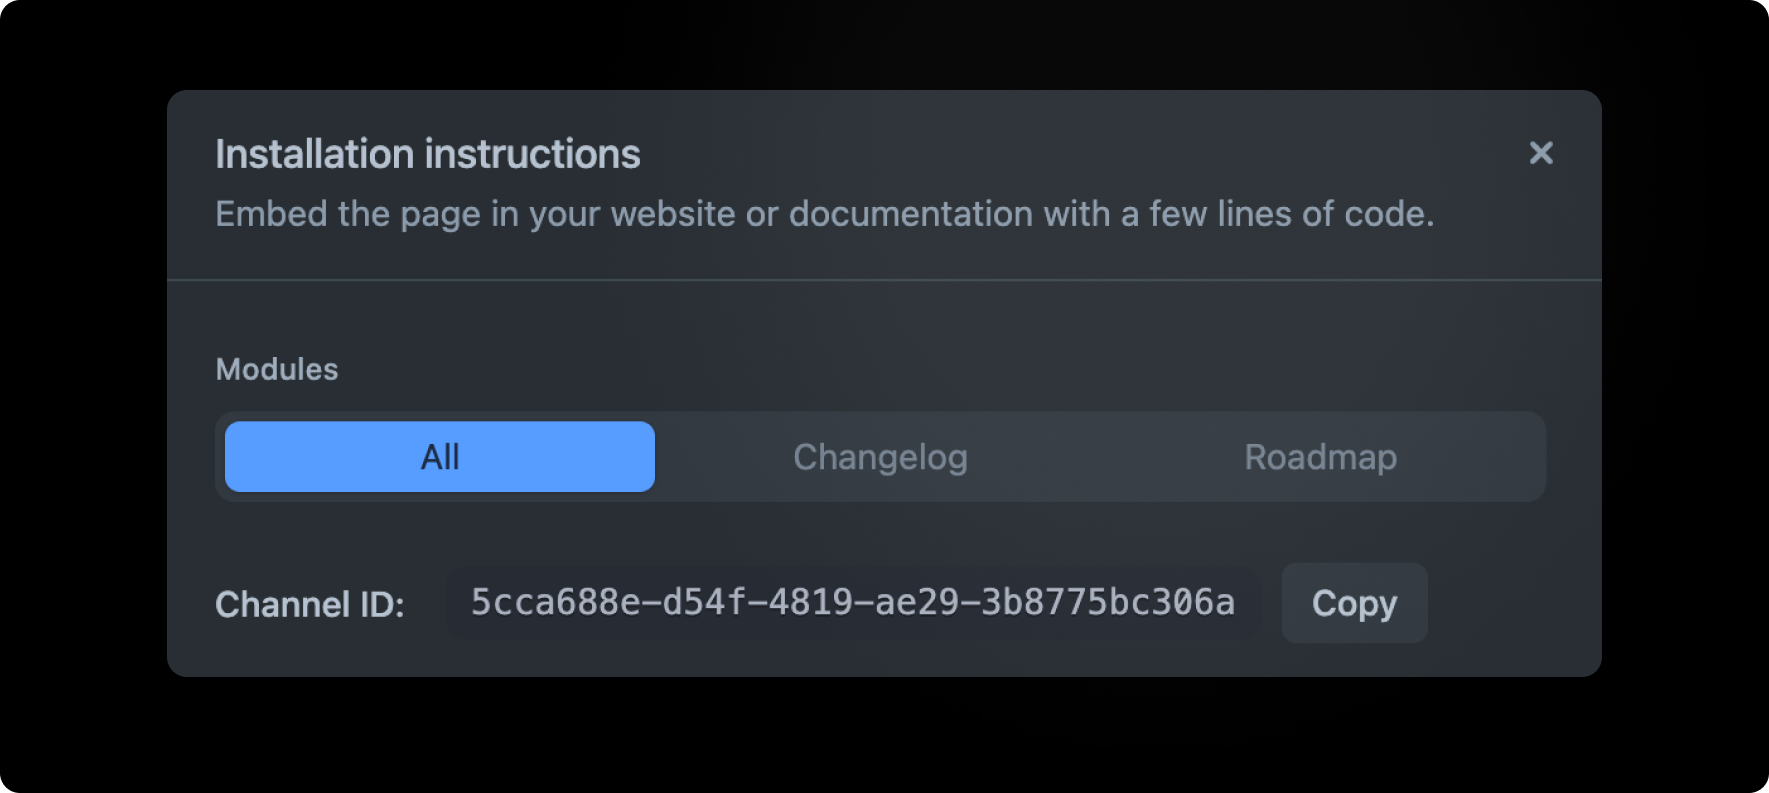 Installation instructions
Embed the page in your website or documentation with a few lines of code.
Modules
All Changelog Roadmap
Channel ID: 5cca688e-d54f-4819-ae29-3b8775bc306a Copy